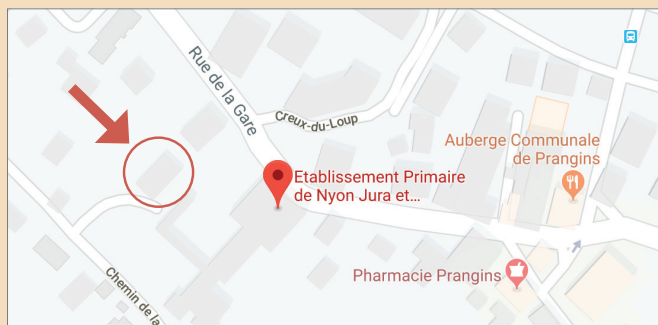 Rue de la Gare
Creux-du-Loup
Auberge Communale
de Prangins
Etablissement Primaire
de Nyon Jura et...
Pharmacie Prangins
Chemin de la